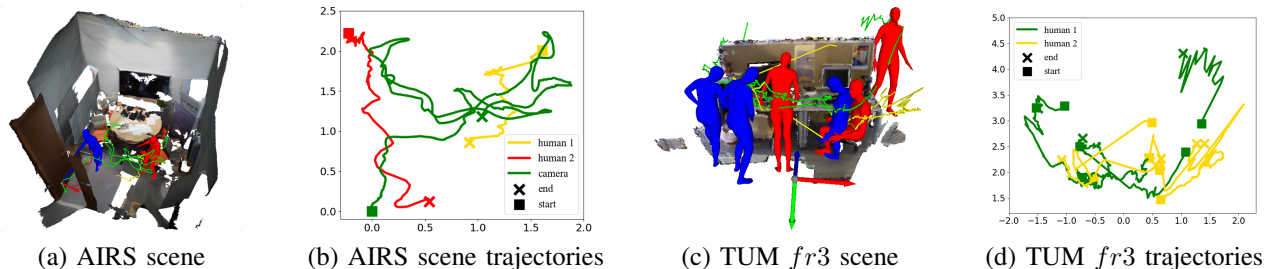 2.5
2.0
1.5
1.0
0.5
0.0
0.0 0.5 1.0 1.5
human 1
human 2
camera
end
start
5.0
4.5
4.0
3.5
3.0
2.5
2.0
1.5
−2.0 −1.5 −1.0 −0.5 0.0 0.5 1.0 1.5 2.0
human 1
human 2
end
start
(a) AIRS scene
(b) AIRS scene trajectories
(c) TUM fr3 scene
(d) TUM fr3 trajectories